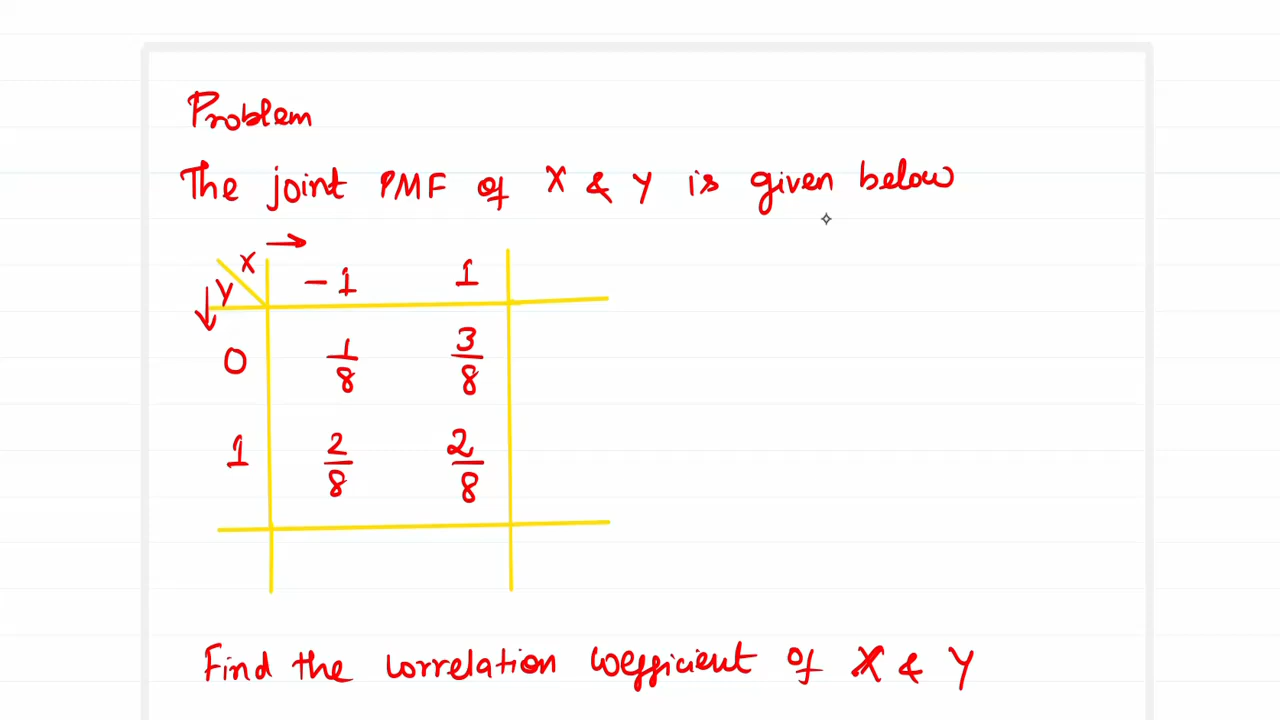 Problem
The joint PMF of X & Y is given below
X
Y
-1 1
0 1/8 3/8
1 2/8 2/8
Find the correlation coefficient of X & Y